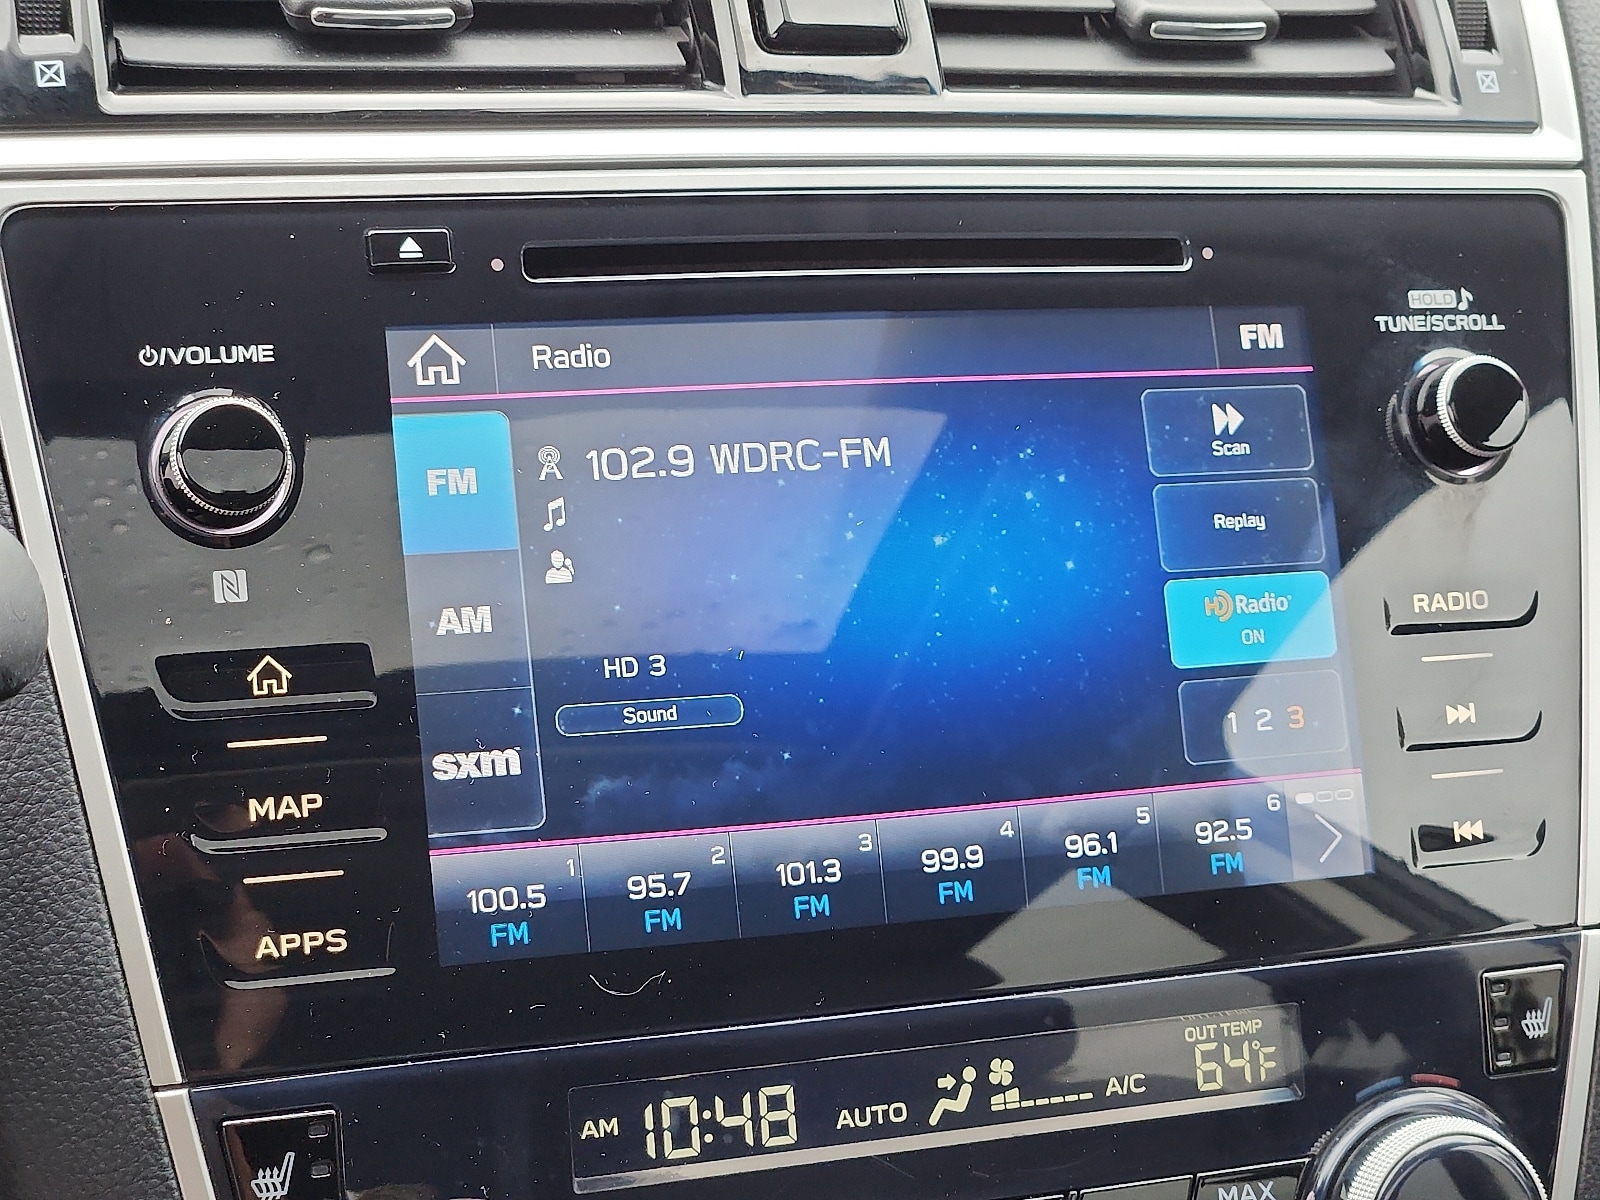 HOLD
TUNE/SCROLL
/VOLUME
Radio
FM
FM
102.9 WDRC-FM
Scan
Replay
AM
HD Radio
ON
RADIO
HD 3
Sound
1 2 3
sxm
MAP
1
100.5
FM
2
95.7
FM
3
101.3
FM
4
99.9
FM
5
96.1
FM
6
92.5
FM
APPS
AM 10:48
AUTO
A/C
OUT TEMP
64°F
MAX